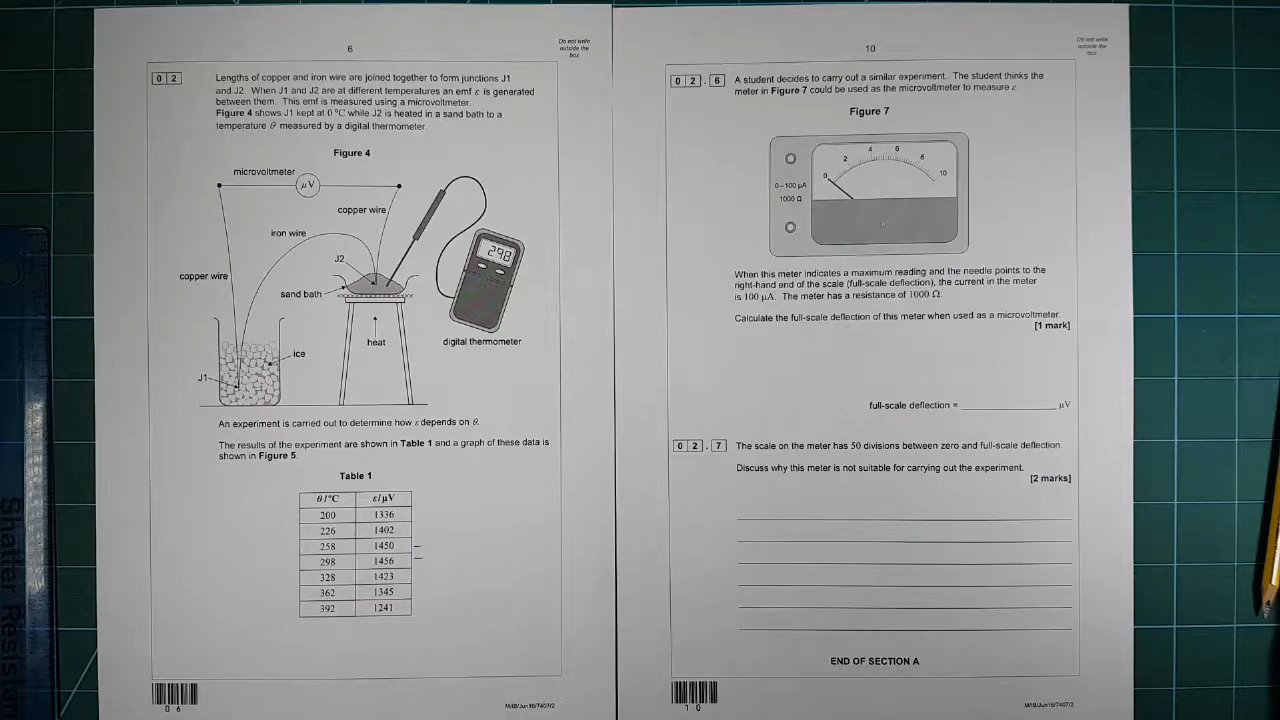 6
Do not write
outside the
box
0 2
Lengths of copper and iron wire are joined together to form junctions J1
and J2. When J1 and J2 are at different temperatures an emf ε is generated
between them. This emf is measured using a microvoltmeter.
Figure 4 shows J1 kept at 0 °C while J2 is heated in a sand bath to a
temperature θ measured by a digital thermometer.
Figure 4
microvoltmeter
μV
copper wire
iron wire
J2
298
copper wire
sand bath
heat
digital thermometer
ice
J1
An experiment is carried out to determine how ε depends on θ.
The results of the experiment are shown in Table 1 and a graph of these data is
shown in Figure 5.
Table 1
θ / °C ε / μV
200 1336
226 1402
258 1450
298 1456
328 1423
362 1345
392 1241
0 6
M/IB/Jun18/7407/2
10
Do not write
outside the
box
0 2 . 6
A student decides to carry out a similar experiment. The student thinks the
meter in Figure 7 could be used as the microvoltmeter to measure ε.
Figure 7
0 2 4 6 8 10
0–100 μA
1000 Ω
When this meter indicates a maximum reading and the needle points to the
right-hand end of the scale (full-scale deflection), the current in the meter
is 100 μA. The meter has a resistance of 1000 Ω.
Calculate the full-scale deflection of this meter when used as a microvoltmeter.
[1 mark]
full-scale deflection = ____________ μV
0 2 . 7
The scale on the meter has 50 divisions between zero and full-scale deflection.
Discuss why this meter is not suitable for carrying out the experiment.
[2 marks]
END OF SECTION A
1 0
M/IB/Jun18/7407/2